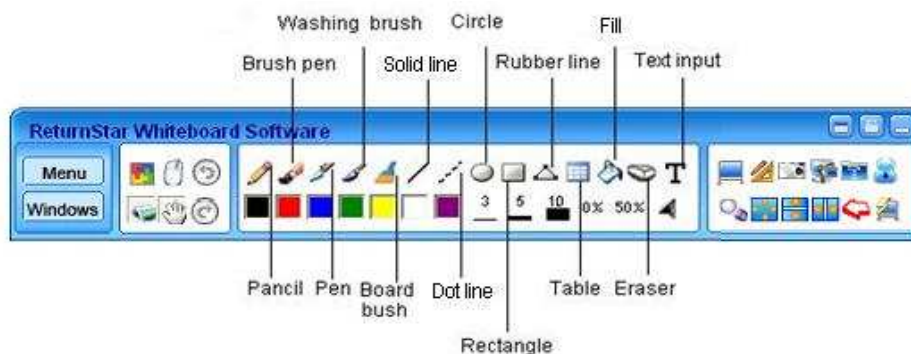 Washing brush
Circle
Fill
Brush pen
Solid line
Rubber line
Text input
ReturnStar Whiteboard Software
Menu
Windows
T
3 5 10 0% 50%
Pancil
Pen
Board
bush
Dot line
Table
Eraser
Rectangle